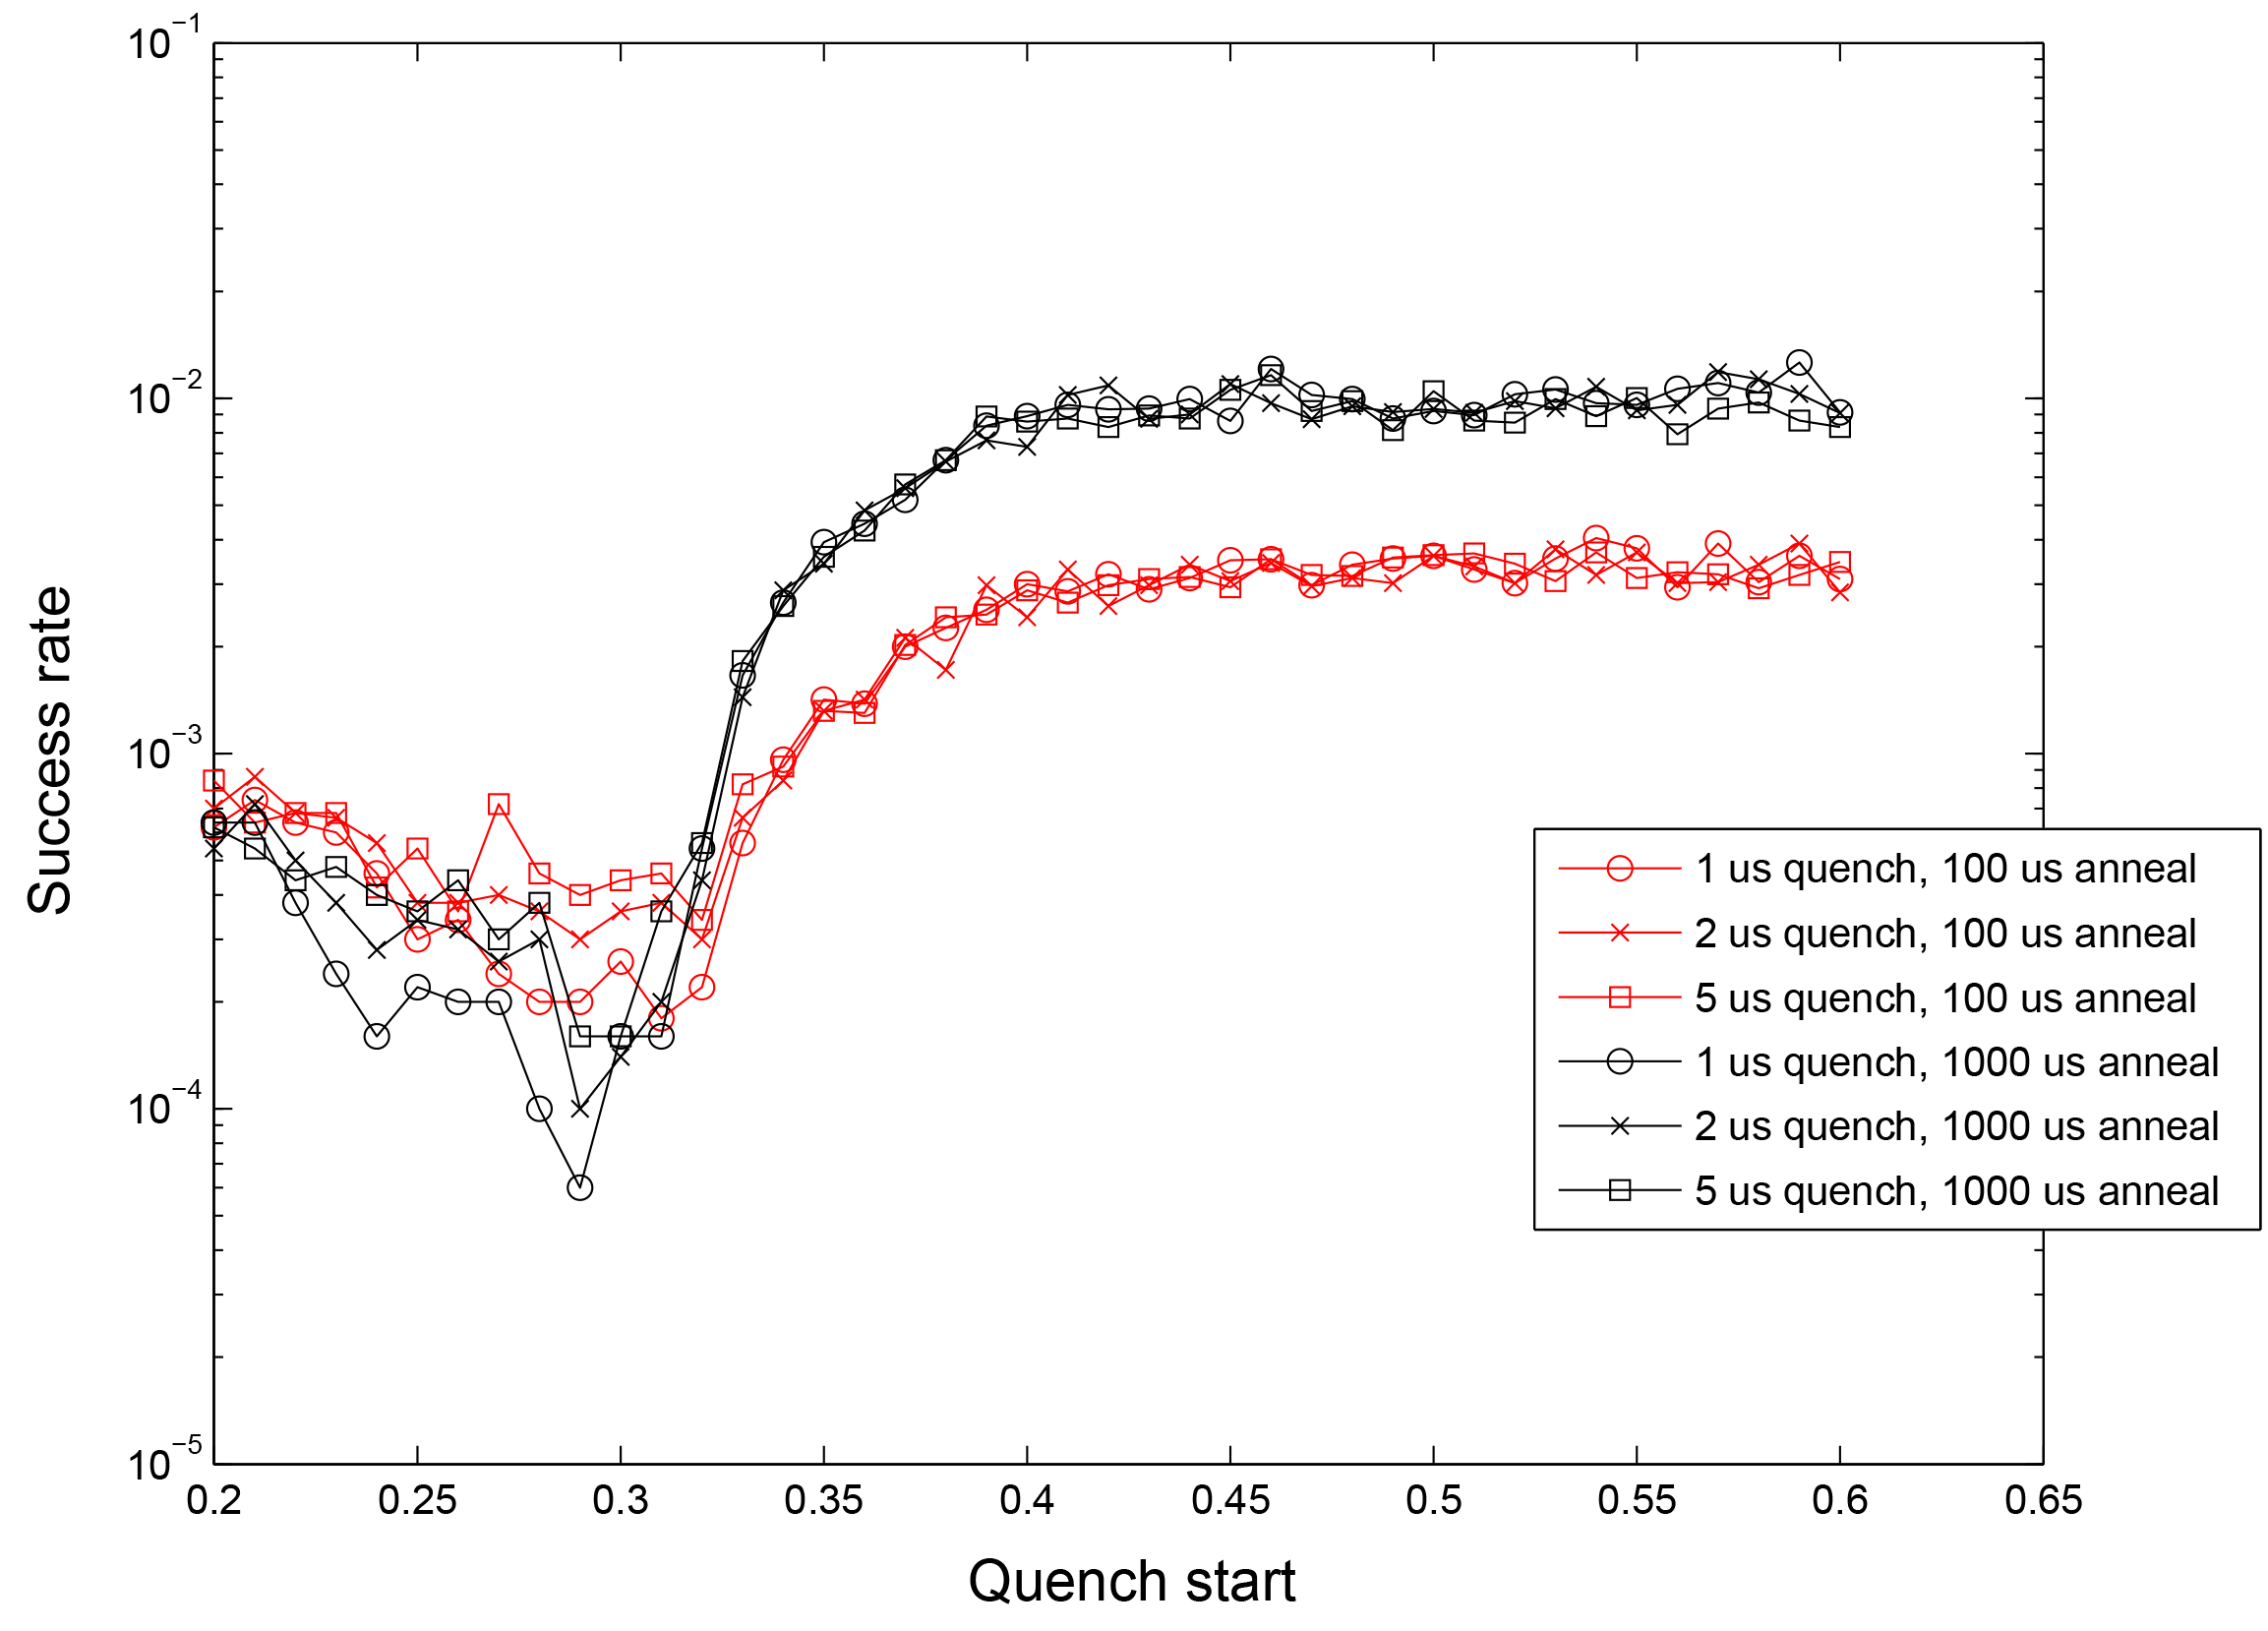 10⁻¹
10⁻²
10⁻³
10⁻⁴
10⁻⁵
Success rate
0.2 0.25 0.3 0.35 0.4 0.45 0.5 0.55 0.6 0.65
Quench start
1 us quench, 100 us anneal
2 us quench, 100 us anneal
5 us quench, 100 us anneal
1 us quench, 1000 us anneal
2 us quench, 1000 us anneal
5 us quench, 1000 us anneal